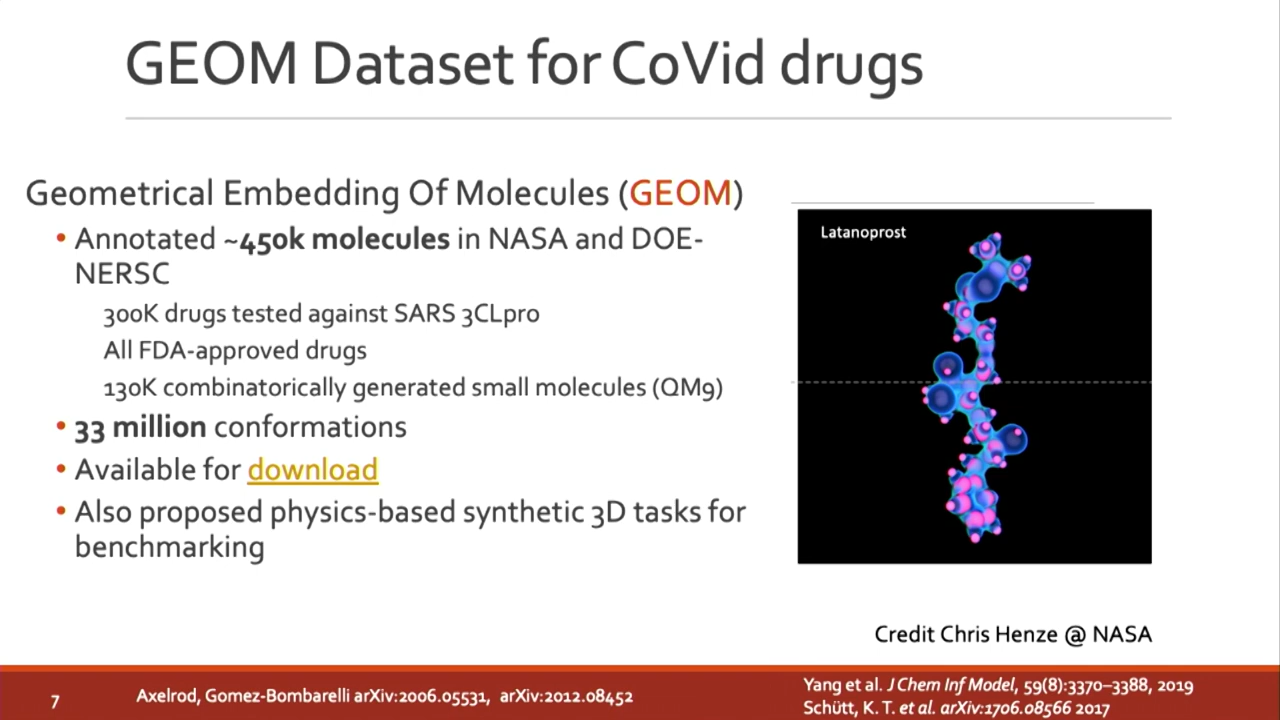 GEOM Dataset for CoVid drugs
Geometrical Embedding Of Molecules (GEOM)
• Annotated ~450k molecules in NASA and DOE-
NERSC
300K drugs tested against SARS 3CLpro
All FDA-approved drugs
130K combinatorically generated small molecules (QM9)
• 33 million conformations
• Available for download
• Also proposed physics-based synthetic 3D tasks for
benchmarking
Latanoprost
Credit Chris Henze @ NASA
7
Axelrod, Gomez-Bombarelli arXiv:2006.05531, arXiv:2012.08452
Yang et al. J Chem Inf Model, 59(8):3370–3388, 2019
Schütt, K. T. et al. arXiv:1706.08566 2017